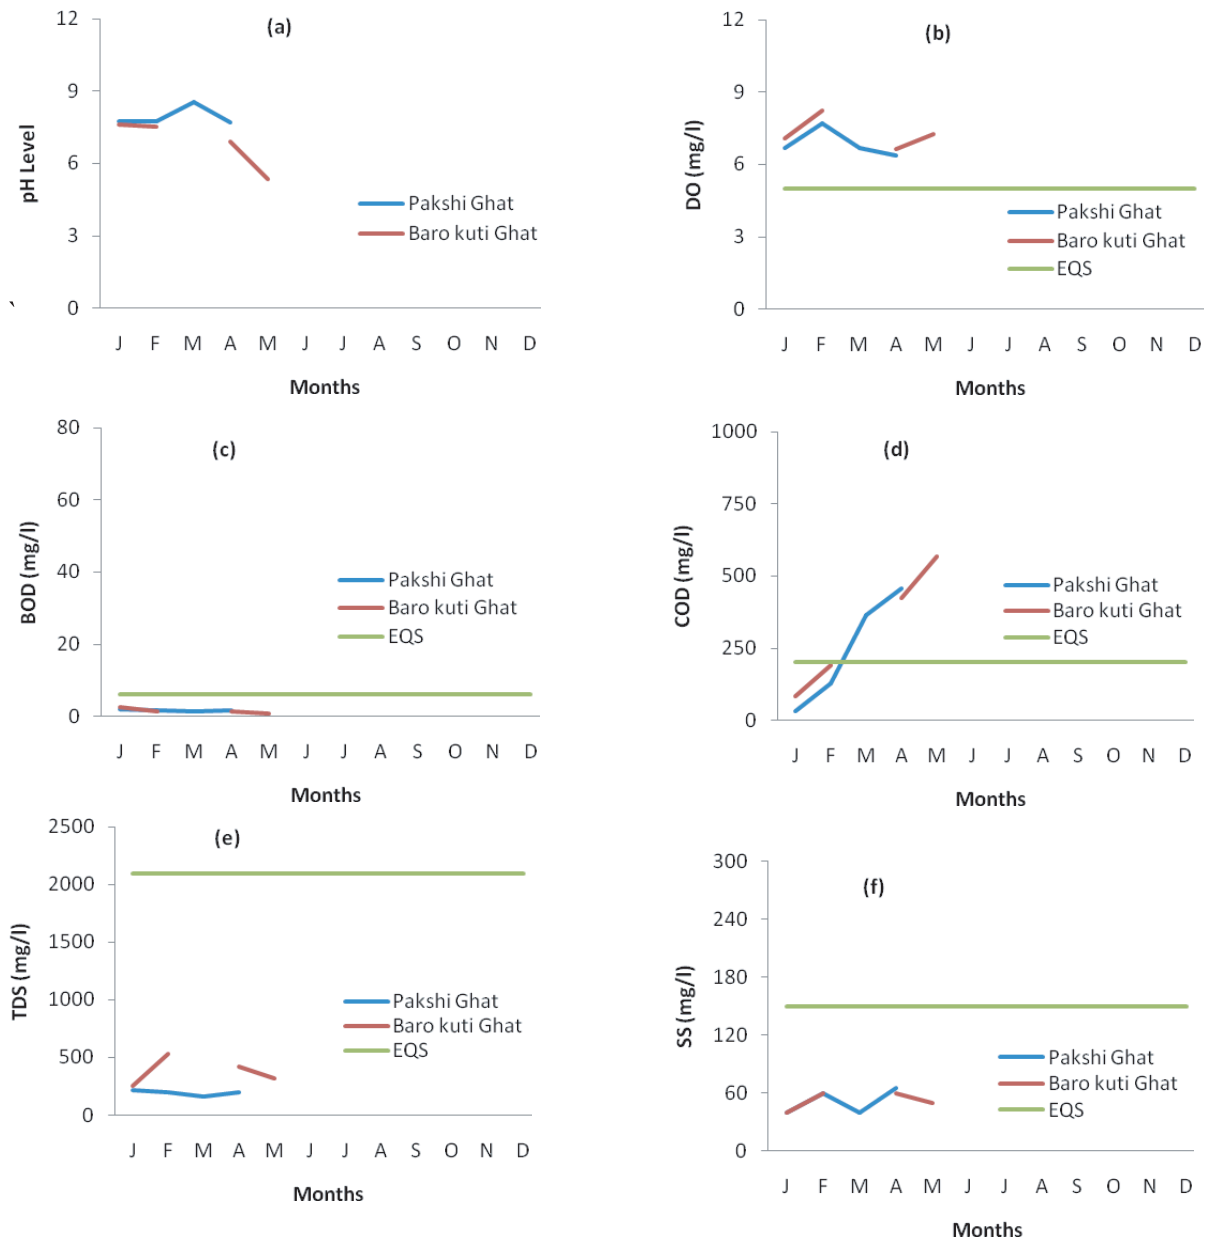 (a)
12
9
6
3
0
pH Level
Pakshi Ghat
Baro kuti Ghat
`
J F M A M J J A S O N D
Months
(b)
12
9
6
3
0
DO (mg/l)
Pakshi Ghat
Baro kuti Ghat
EQS
J F M A M J J A S O N D
Months
(c)
80
60
40
20
0
BOD (mg/l)
Pakshi Ghat
Baro kuti Ghat
EQS
J F M A M J J A S O N D
Months
(d)
1000
750
500
250
0
COD (mg/l)
Pakshi Ghat
Baro kuti Ghat
EQS
J F M A M J J A S O N D
Months
(e)
2500
2000
1500
1000
500
0
TDS (mg/l)
Pakshi Ghat
Baro kuti Ghat
EQS
J F M A M J J A S O N D
Months
(f)
300
240
180
120
60
0
SS (mg/l)
Pakshi Ghat
Baro kuti Ghat
EQS
J F M A M J J A S O N D
Months